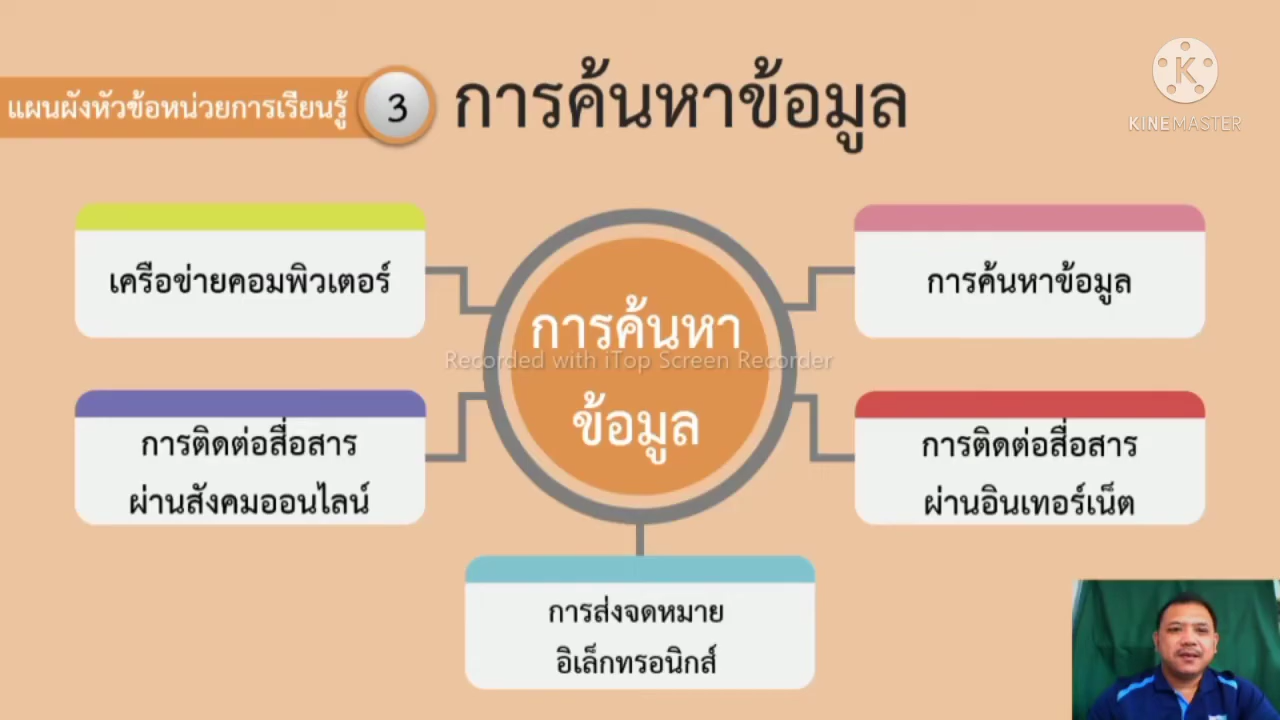 แผนผังหัวข้อหน่วยการเรียนรู้
3
การค้นหาข้อมูล
KINEMASTER
เครือข่ายคอมพิวเตอร์
การค้นหาข้อมูล
การค้นหา
Recorded with iTop Screen Recorder
ข้อมูล
การติดต่อสื่อสาร
ผ่านสังคมออนไลน์
การติดต่อสื่อสาร
ผ่านอินเทอร์เน็ต
การส่งจดหมาย
อิเล็กทรอนิกส์